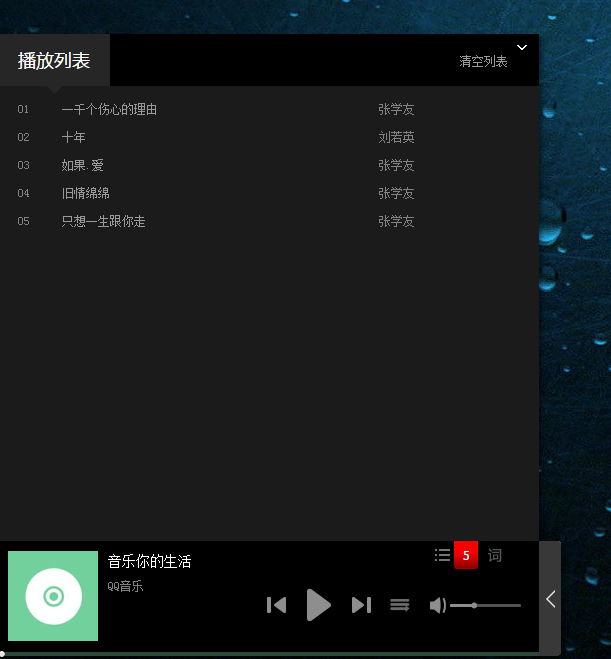 播放列表
清空列表
01 一千个伤心的理由 张学友
02 十年 刘若英
03 如果.爱 张学友
04 旧情绵绵 张学友
05 只想一生跟你走 张学友
音乐你的生活
5 词
QQ音乐